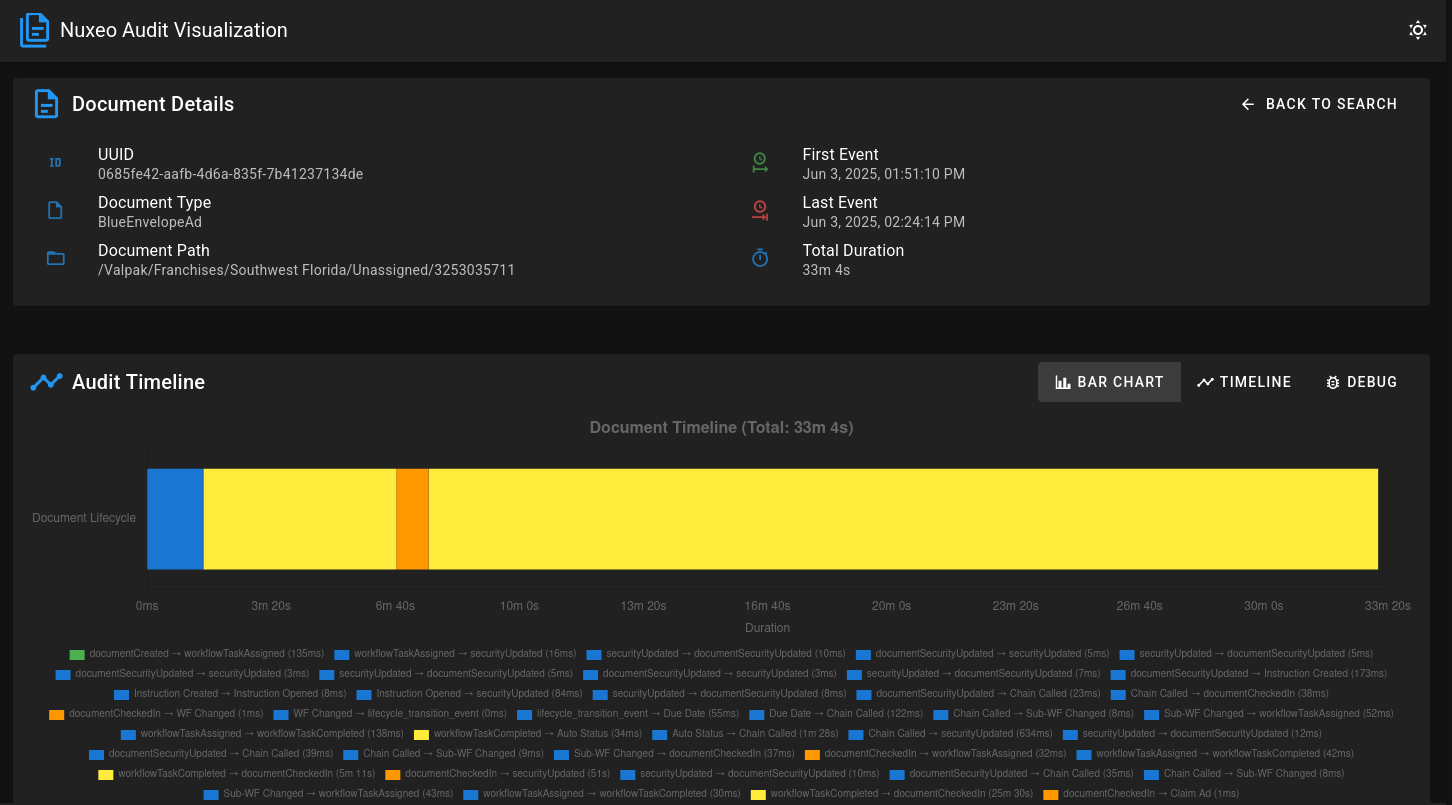 Nuxeo Audit Visualization
Document Details
BACK TO SEARCH
UUID
0685fe42-aafb-4d6a-835f-7b41237134de
First Event
Jun 3, 2025, 01:51:10 PM
Document Type
BlueEnvelopeAd
Last Event
Jun 3, 2025, 02:24:14 PM
Document Path
/Valpak/Franchises/Southwest Florida/Unassigned/3253035711
Total Duration
33m 4s
Audit Timeline
BAR CHART TIMELINE DEBUG
Document Timeline (Total: 33m 4s)
Document Lifecycle
0ms 3m 20s 6m 40s 10m 0s 13m 20s 16m 40s 20m 0s 23m 20s 26m 40s 30m 0s 33m 20s
Duration
documentCreated → workflowTaskAssigned (135ms) workflowTaskAssigned → securityUpdated (16ms) securityUpdated → documentSecurityUpdated (10ms) documentSecurityUpdated → securityUpdated (5ms) securityUpdated → documentSecurityUpdated (5ms)
documentSecurityUpdated → securityUpdated (3ms) securityUpdated → documentSecurityUpdated (5ms) documentSecurityUpdated → securityUpdated (3ms) securityUpdated → documentSecurityUpdated (7ms) documentSecurityUpdated → Instruction Created (173ms)
Instruction Created → Instruction Opened (8ms) Instruction Opened → securityUpdated (84ms) securityUpdated → documentSecurityUpdated (8ms) documentSecurityUpdated → Chain Called (23ms) Chain Called → documentCheckedIn (38ms)
documentCheckedIn → WF Changed (1ms) WF Changed → lifecycle_transition_event (0ms) lifecycle_transition_event → Due Date (55ms) Due Date → Chain Called (122ms) Chain Called → Sub-WF Changed (8ms) Sub-WF Changed → workflowTaskAssigned (52ms)
workflowTaskAssigned → workflowTaskCompleted (138ms) workflowTaskCompleted → Auto Status (34ms) Auto Status → Chain Called (1m 28s) Chain Called → securityUpdated (634ms) securityUpdated → documentSecurityUpdated (12ms)
documentSecurityUpdated → Chain Called (39ms) Chain Called → Sub-WF Changed (9ms) Sub-WF Changed → documentCheckedIn (37ms) documentCheckedIn → workflowTaskAssigned (32ms) workflowTaskAssigned → workflowTaskCompleted (42ms)
workflowTaskCompleted → documentCheckedIn (5m 11s) documentCheckedIn → securityUpdated (51s) securityUpdated → documentSecurityUpdated (10ms) documentSecurityUpdated → Chain Called (35ms) Chain Called → Sub-WF Changed (8ms)
Sub-WF Changed → workflowTaskAssigned (43ms) workflowTaskAssigned → workflowTaskCompleted (30ms) workflowTaskCompleted → documentCheckedIn (25m 30s) documentCheckedIn → Claim Ad (1ms)